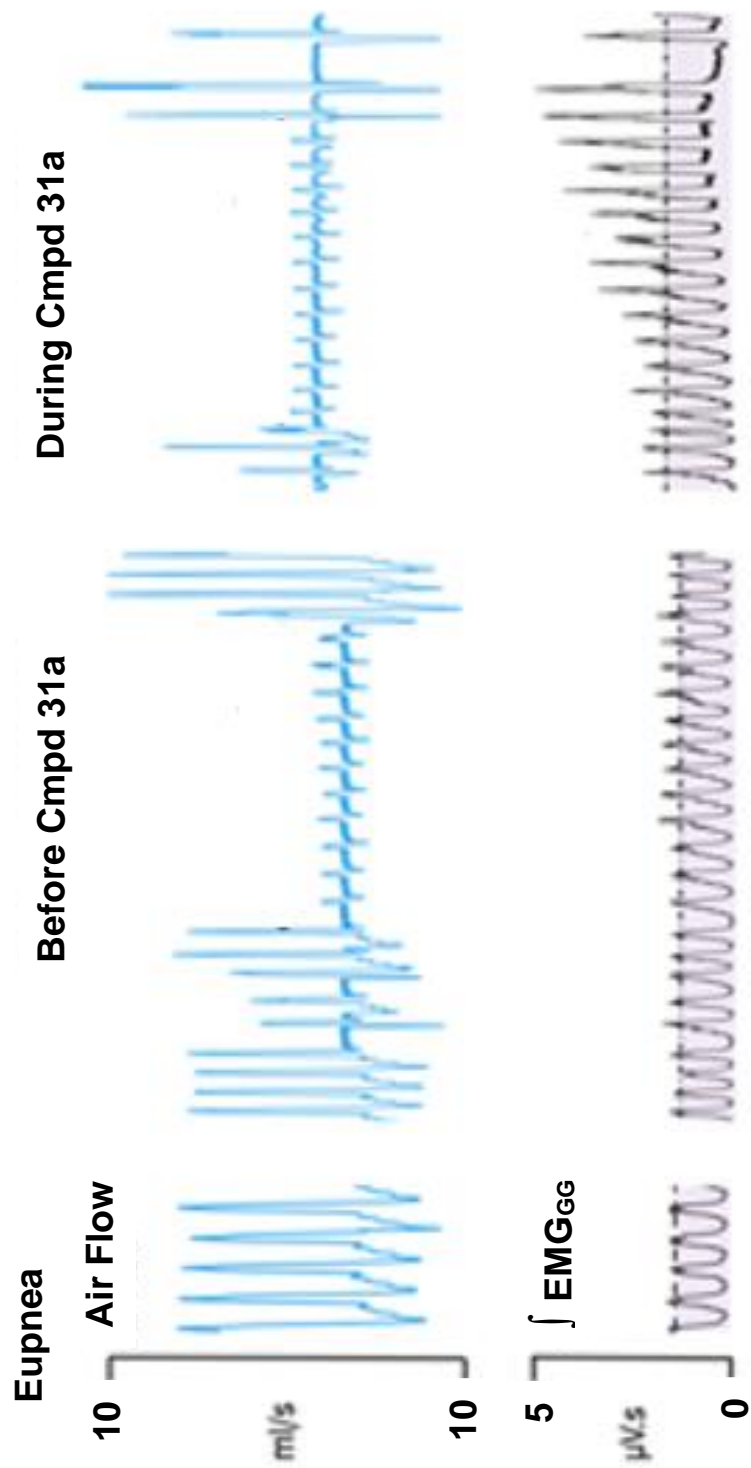 Eupnea
Before Cmpd 31a
During Cmpd 31a
Air Flow
10
ml/s
10
∫ EMGGG
5
µV.s
0